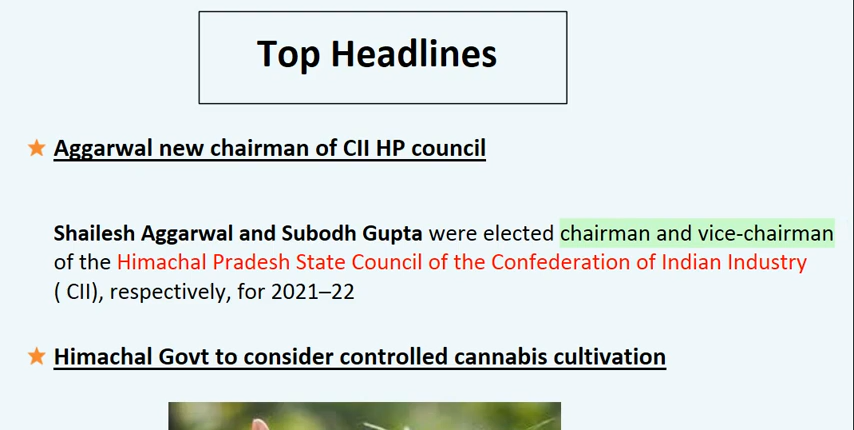 Top Headlines
Aggarwal new chairman of CII HP council
Shailesh Aggarwal and Subodh Gupta were elected chairman and vice-chairman
of the Himachal Pradesh State Council of the Confederation of Indian Industry
( CII), respectively, for 2021–22
Himachal Govt to consider controlled cannabis cultivation